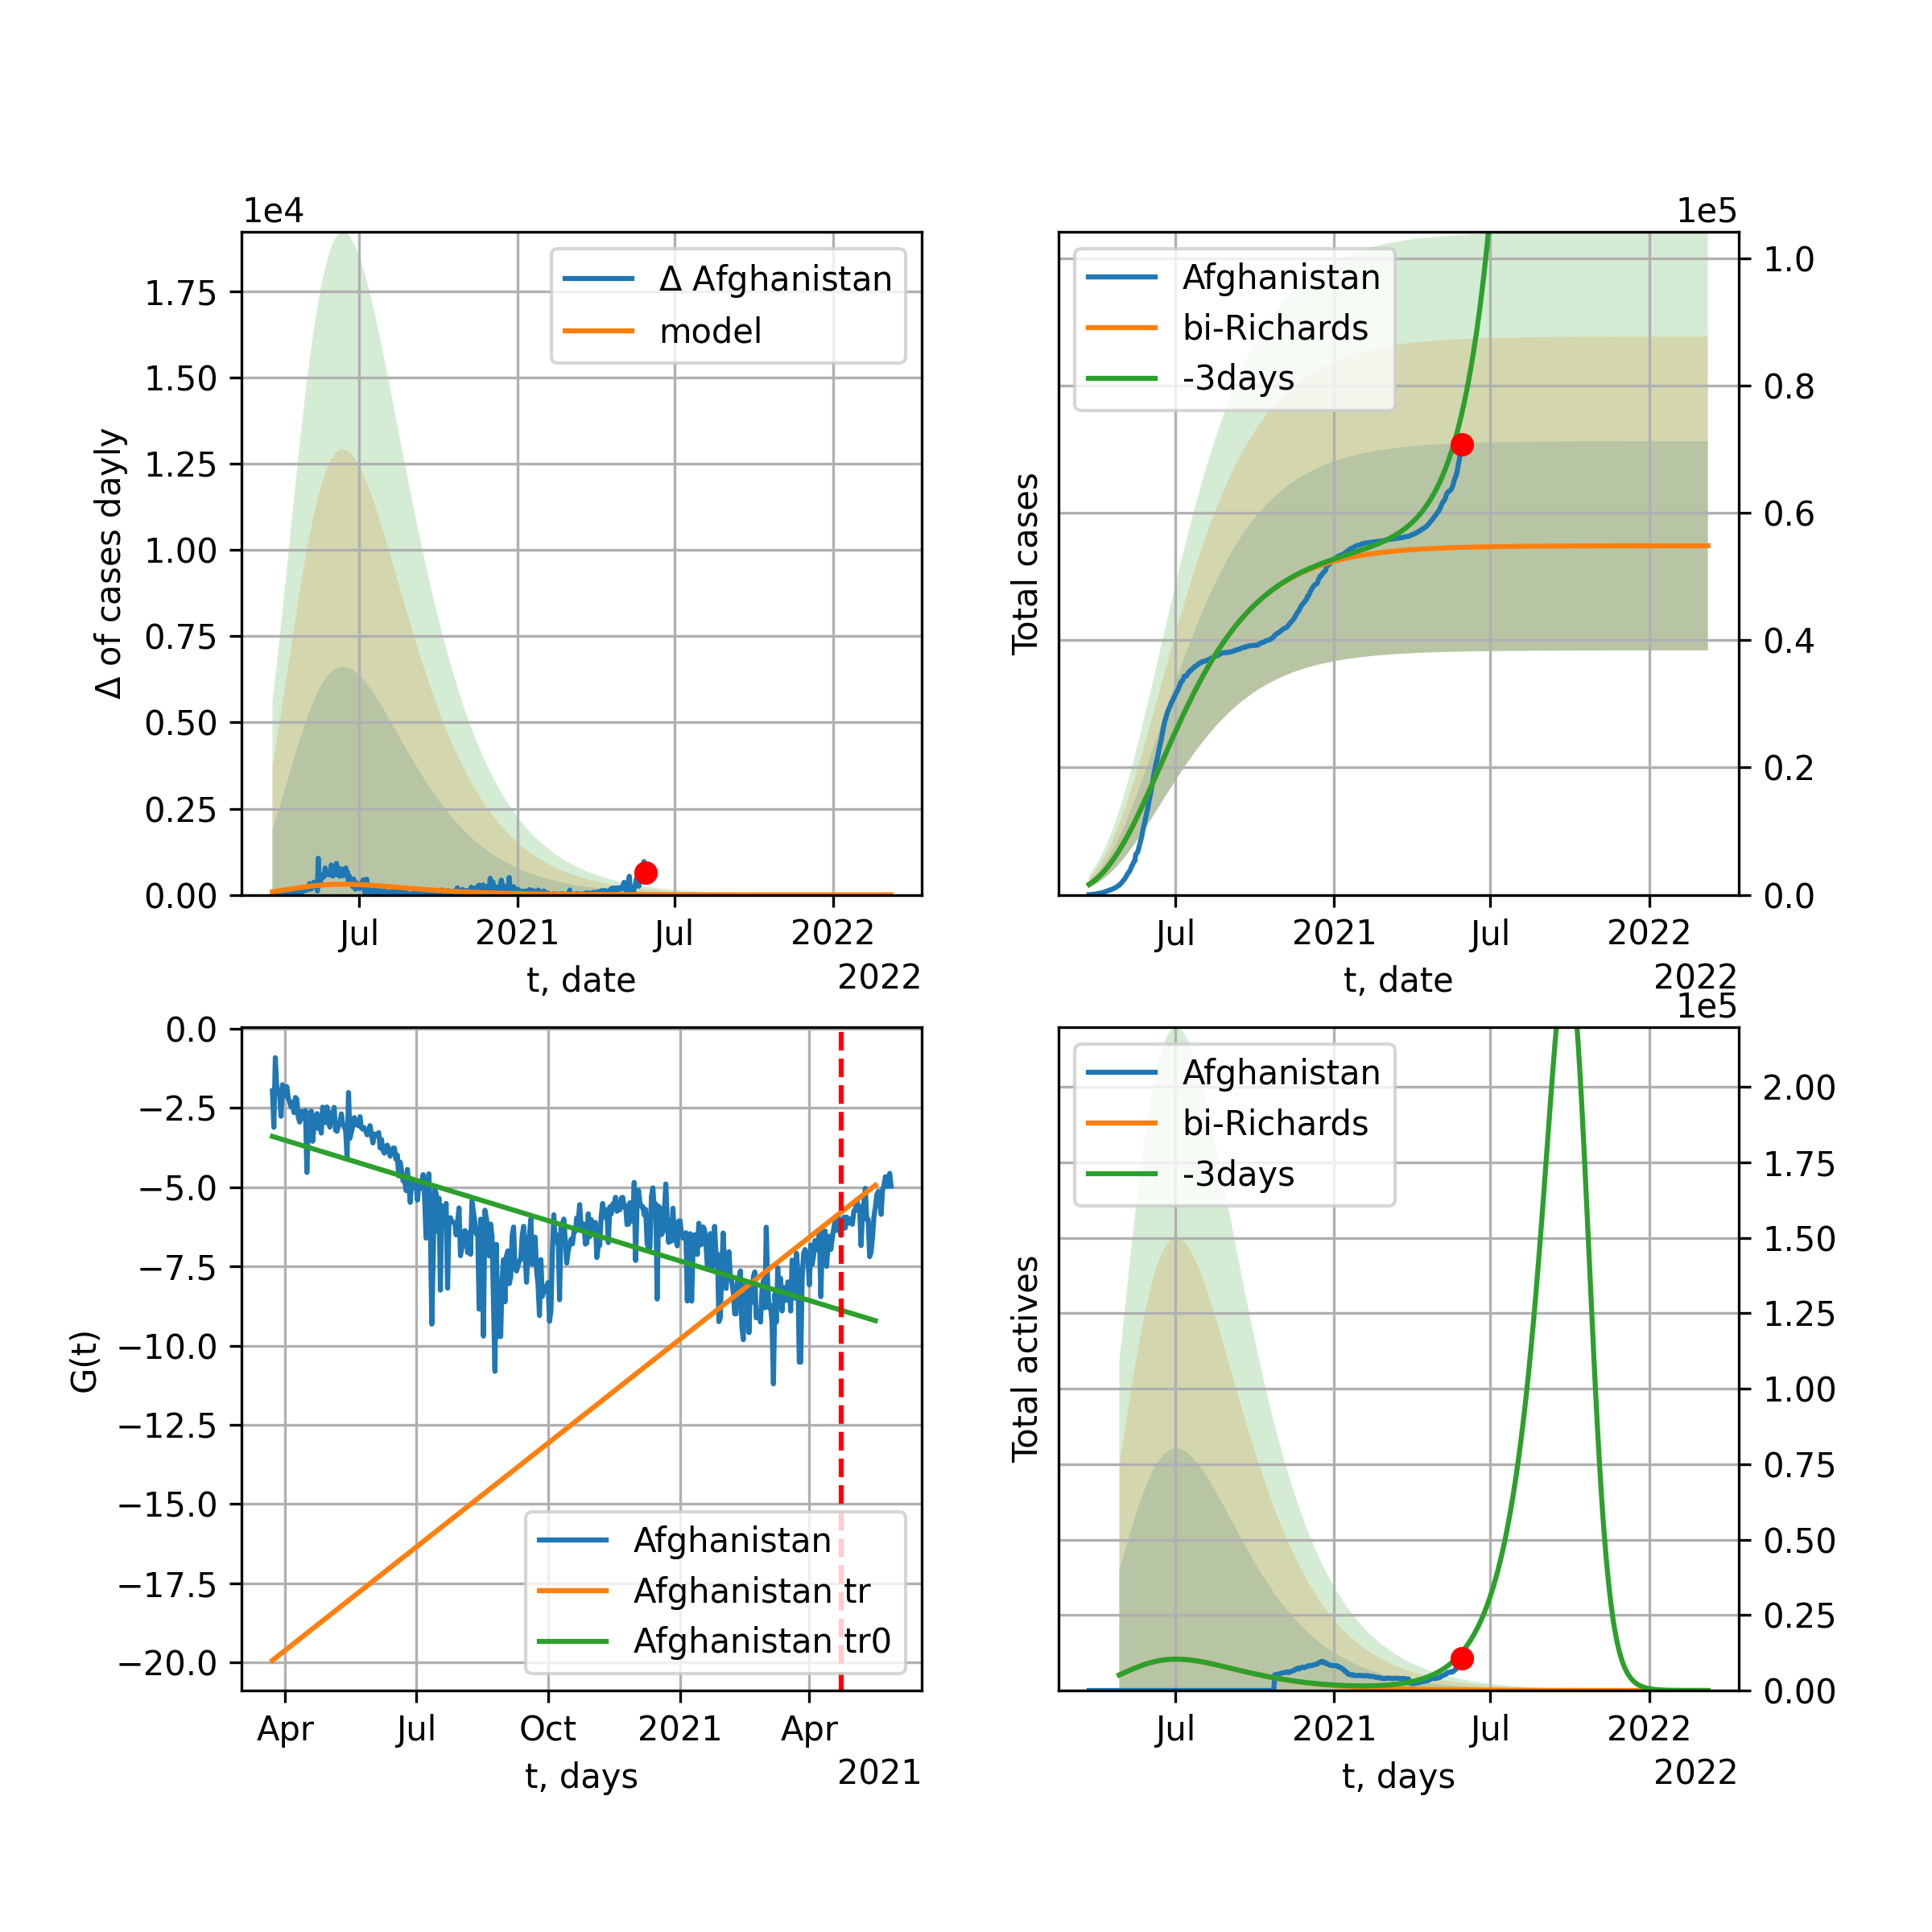 1e4
Δ of cases dayly
1.75
1.50
1.25
1.00
0.75
0.50
0.25
0.00
Δ Afghanistan
model
Jul
2021
Jul
2022
t, date
2022
1e5
Total cases
Afghanistan
bi-Richards
-3days
1.0
0.8
0.6
0.4
0.2
0.0
Jul
2021
Jul
2022
t, date
2022
G(t)
0.0
−2.5
−5.0
−7.5
−10.0
−12.5
−15.0
−17.5
−20.0
Afghanistan
Afghanistan tr
Afghanistan tr0
Apr
Jul
Oct
2021
Apr
t, days
2021
1e5
Total actives
Afghanistan
bi-Richards
-3days
2.00
1.75
1.50
1.25
1.00
0.75
0.50
0.25
0.00
Jul
2021
Jul
2022
t, days
2022